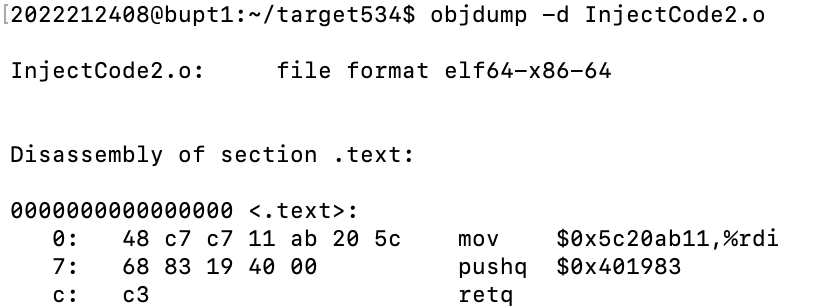 [2022212408@bupt1:~/target534$ objdump -d InjectCode2.o
InjectCode2.o:     file format elf64-x86-64
Disassembly of section .text:
0000000000000000 <.text>:
   0:   48 c7 c7 11 ab 20 5c    mov    $0x5c20ab11,%rdi
   7:   68 83 19 40 00          pushq  $0x401983
   c:   c3                      retq